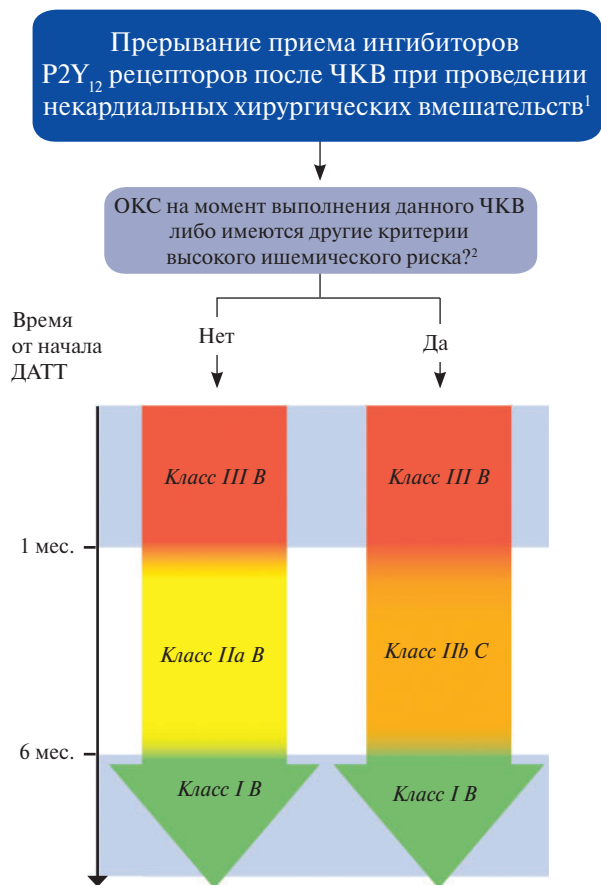 Прерывание приема ингибиторов
P2Y₁₂ рецепторов после ЧКВ при проведении
некардиальных хирургических вмешательств¹
ОКС на момент выполнения данного ЧКВ
либо имеются другие критерии
высокого ишемического риска?²
Время
от начала
ДАТТ
Нет
Да
Класс III B
Класс III B
1 мес.
Класс IIa B
Класс IIb C
6 мес.
Класс I B
Класс I B